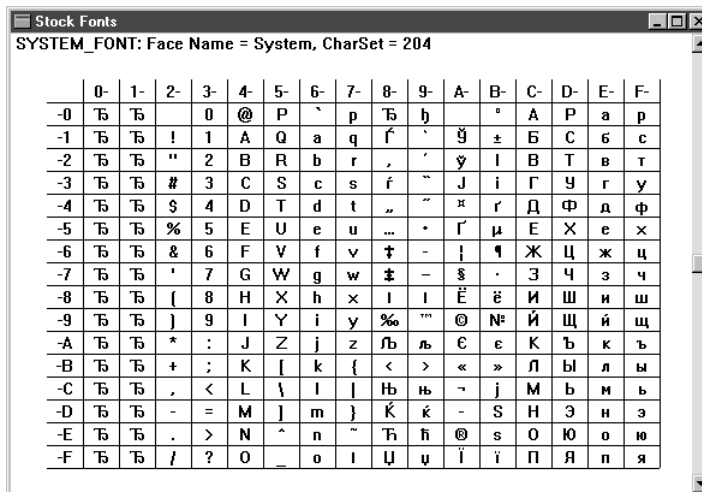 Stock Fonts
SYSTEM_FONT: Face Name = System, CharSet = 204
0- 1- 2- 3- 4- 5- 6- 7- 8- 9- A- B- C- D- E- F-
-0 Ђ Ђ 0 @ P ` p Ђ ђ ° А Р а р
-1 Ђ Ђ ! 1 A Q a q Ѓ ‘ Ў ± Б С б с
-2 Ђ Ђ " 2 B R b r ‚ ’ ў І В Т в т
-3 Ђ Ђ # 3 C S c s ѓ “ Ј і Г У г у
-4 Ђ Ђ $ 4 D T d t „ ” ¤ ґ Д Ф д ф
-5 Ђ Ђ % 5 E U e u … • Ґ µ Е Х е х
-6 Ђ Ђ & 6 F V f v ‡ - ¦ ¶ Ж Ц ж ц
-7 Ђ Ђ ' 7 G W g w ‡ – § · З Ч з ч
-8 Ђ Ђ ( 8 H X h x I I Ё ё И Ш и ш
-9 Ђ Ђ ) 9 I Y i y ‰ ™ © № Й Щ й щ
-A Ђ Ђ * : J Z j z Љ љ Є є К Ъ к ъ
-B Ђ Ђ + ; K [ k { ‹ › « » Л Ы л ы
-C Ђ Ђ , < L \ l | Њ њ ¬ ј М Ь м ь
-D Ђ Ђ - = M ] m } Ќ ќ - Ѕ Н Э н э
-E Ђ Ђ . > N ^ n ~ Ћ ћ ® ѕ О Ю о ю
-F Ђ Ђ / ? O _ o I Џ џ Ї ї П Я п я